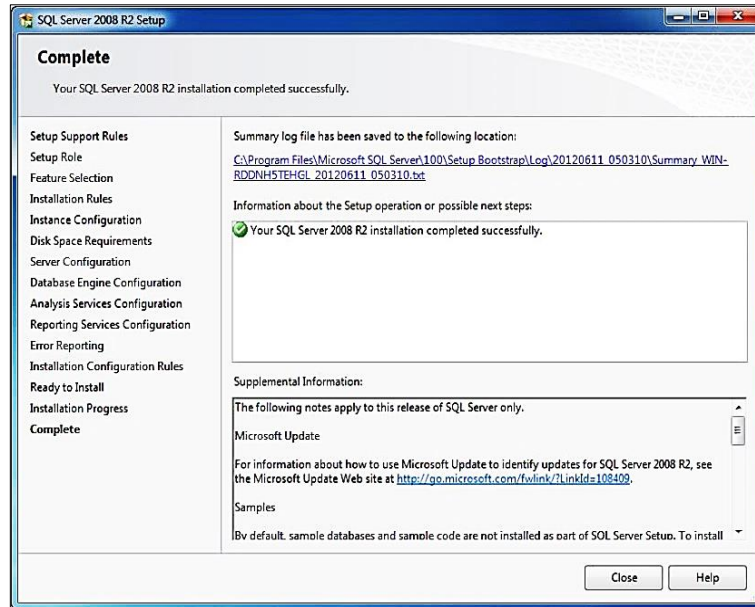 SQL Server 2008 R2 Setup
Complete
Your SQL Server 2008 R2 installation completed successfully.
Setup Support Rules
Setup Role
Feature Selection
Installation Rules
Instance Configuration
Disk Space Requirements
Server Configuration
Database Engine Configuration
Analysis Services Configuration
Reporting Services Configuration
Error Reporting
Installation Configuration Rules
Ready to Install
Installation Progress
Complete
Summary log file has been saved to the following location:
C:\Program Files\Microsoft SQL Server\100\Setup Bootstrap\Log\20120611_050310\Summary_WIN-
RDDNH5TEHGL_20120611_050310.txt
Information about the Setup operation or possible next steps:
Your SQL Server 2008 R2 installation completed successfully.
Supplemental Information:
The following notes apply to this release of SQL Server only.
Microsoft Update
For information about how to use Microsoft Update to identify updates for SQL Server 2008 R2, see
the Microsoft Update Web site at http://go.microsoft.com/fwlink/?LinkId=108409.
Samples
By default, sample databases and sample code are not installed as part of SQL Server Setup. To install
Close
Help